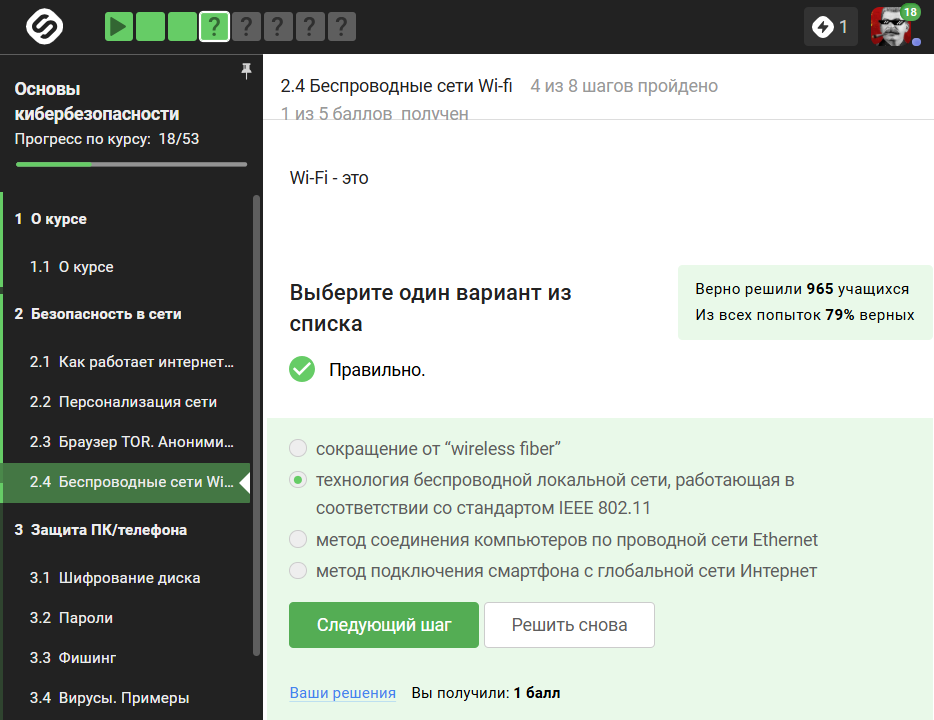 ? ? ? ? ?
1
18
Основы
кибербезопасности
Прогресс по курсу: 18/53
1 О курсе
1.1 О курсе
2 Безопасность в сети
2.1 Как работает интернет...
2.2 Персонализация сети
2.3 Браузер TOR. Аноними...
2.4 Беспроводные сети Wi...
3 Защита ПК/телефона
3.1 Шифрование диска
3.2 Пароли
3.3 Фишинг
3.4 Вирусы. Примеры
2.4 Беспроводные сети Wi-fi 4 из 8 шагов пройдено
1 из 5 баллов получен
Wi-Fi - это
Выберите один вариант из
списка
Верно решили 965 учащихся
Из всех попыток 79% верных
Правильно.
сокращение от “wireless fiber”
технология беспроводной локальной сети, работающая в
соответствии со стандартом IEEE 802.11
метод соединения компьютеров по проводной сети Ethernet
метод подключения смартфона с глобальной сети Интернет
Следующий шаг
Решить снова
Ваши решения Вы получили: 1 балл